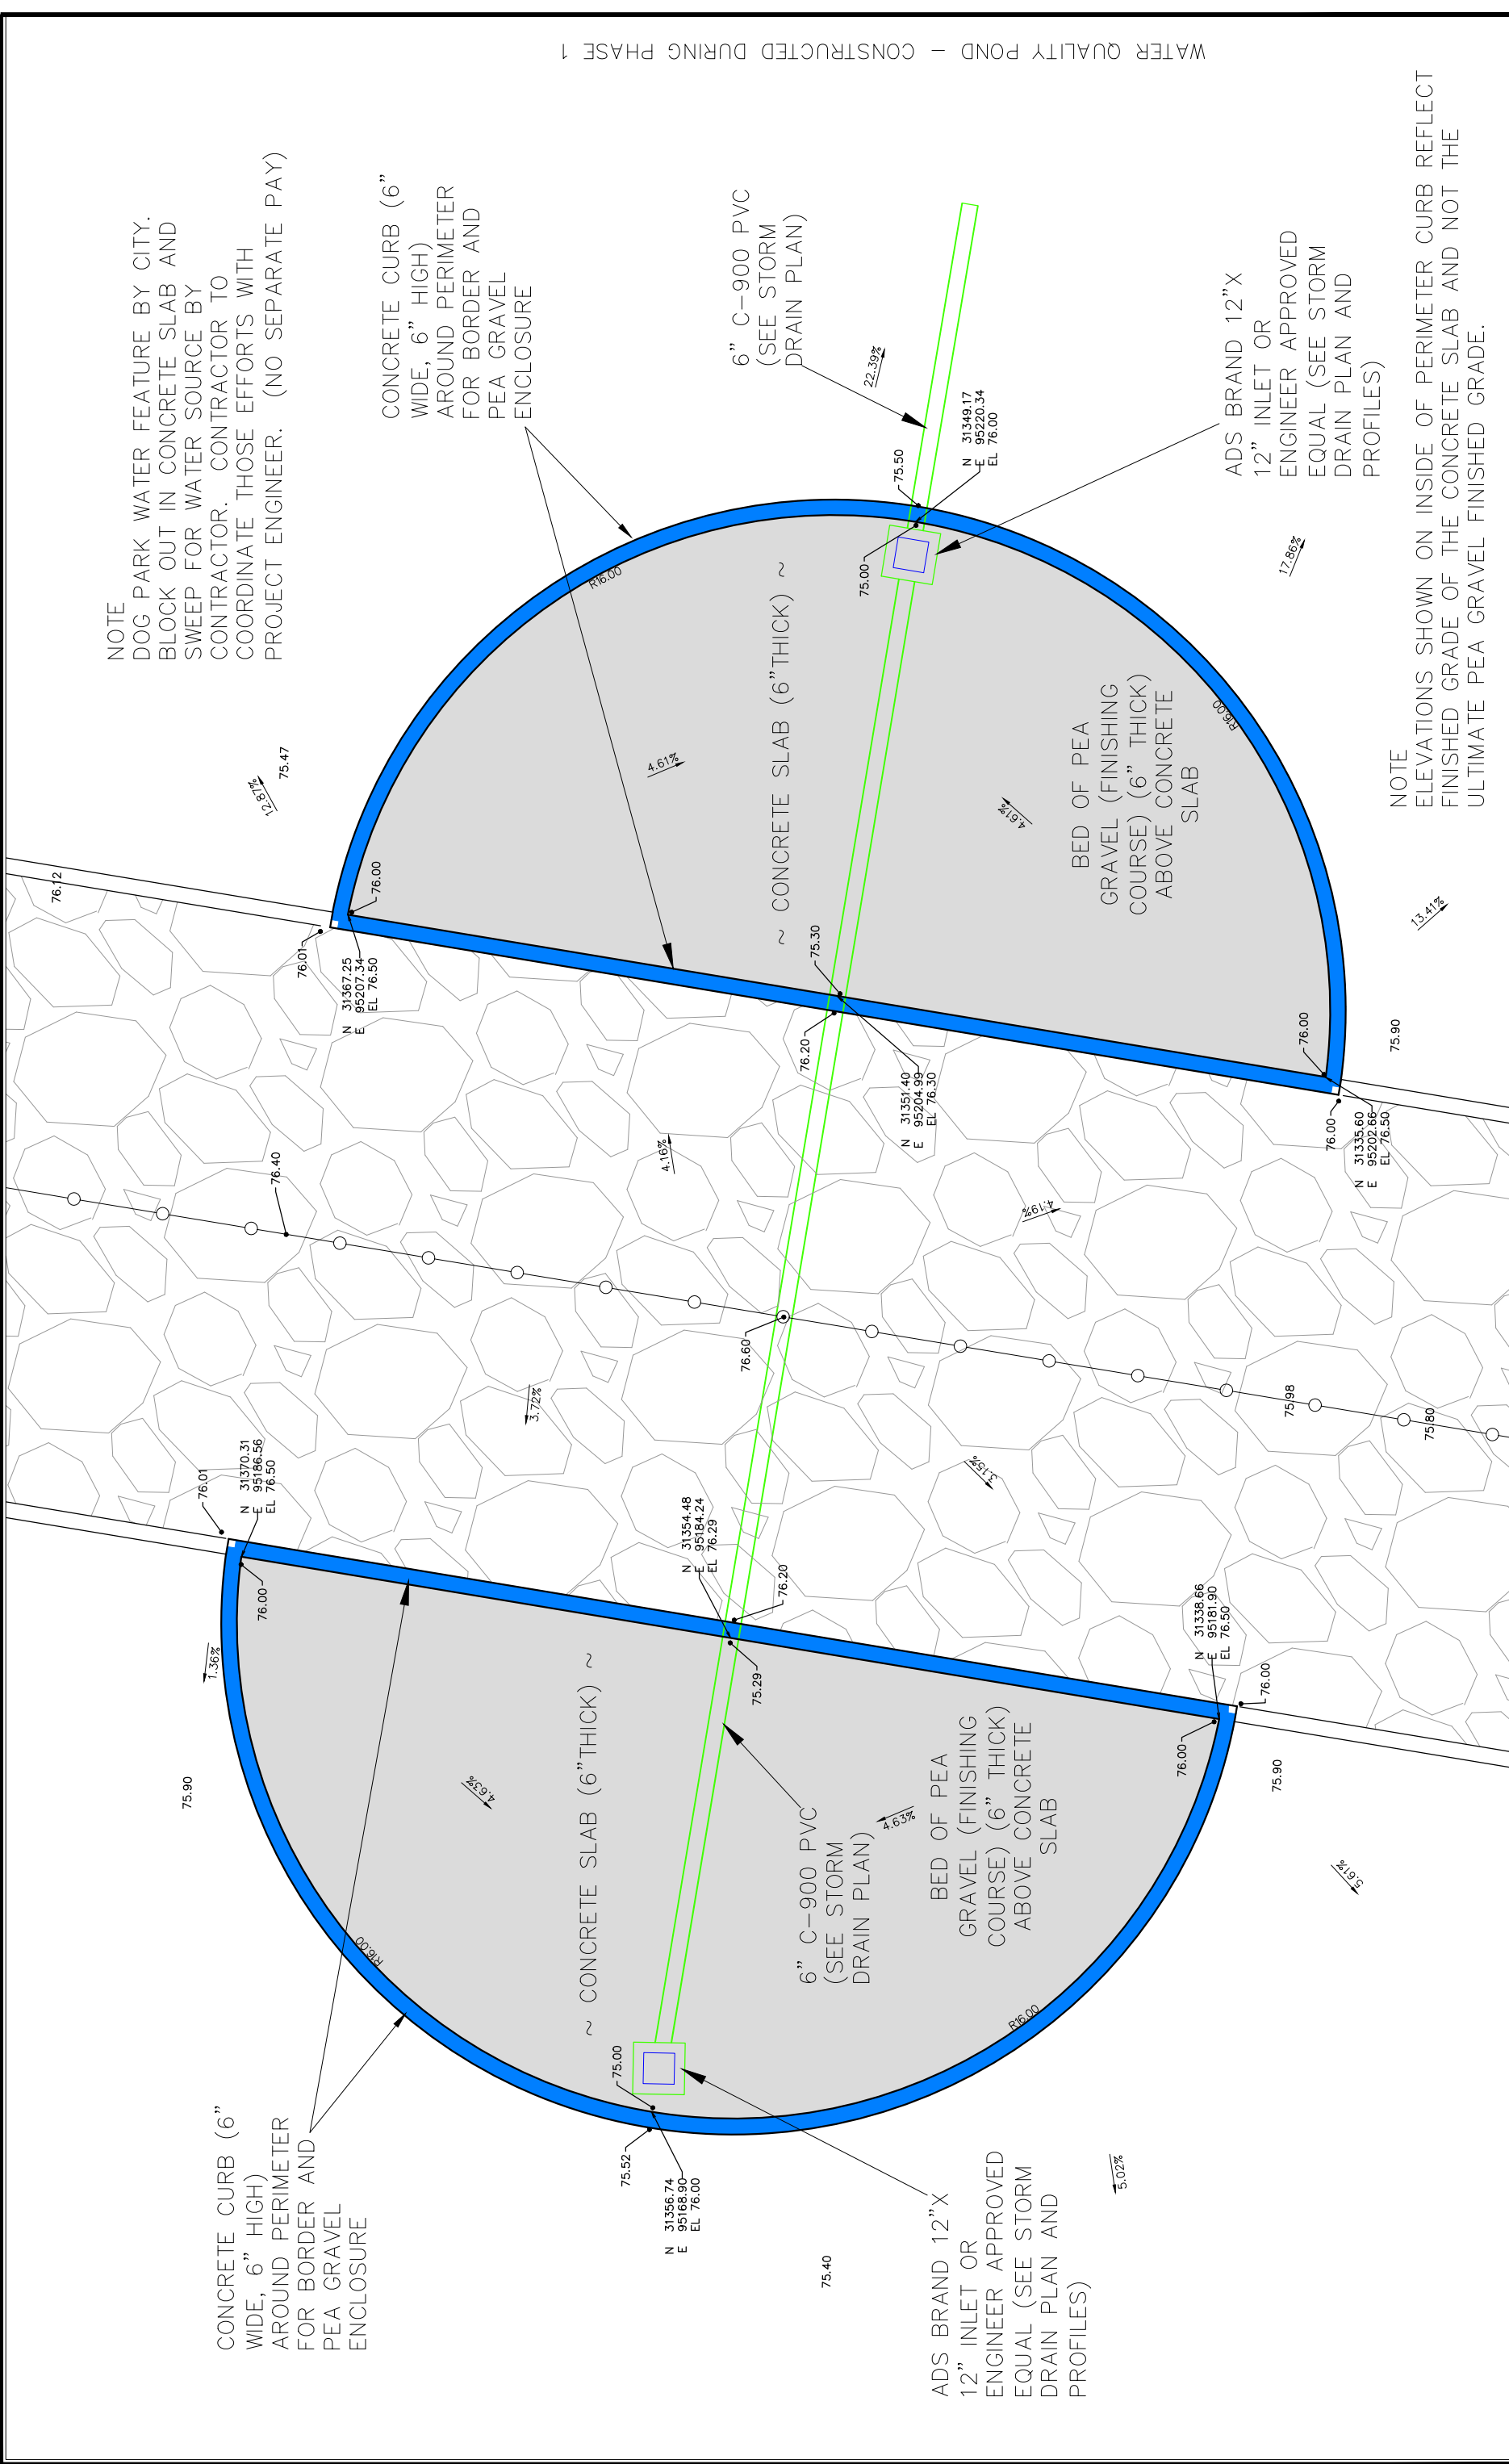 WATER QUALITY POND – CONSTRUCTED DURING PHASE 1
NOTE
DOG PARK WATER FEATURE BY CITY.
BLOCK OUT IN CONCRETE SLAB AND
SWEEP FOR WATER SOURCE BY
CONTRACTOR. CONTRACTOR TO
COORDINATE THOSE EFFORTS WITH
PROJECT ENGINEER. (NO SEPARATE PAY)
CONCRETE CURB (6”
WIDE, 6” HIGH)
AROUND PERIMETER
FOR BORDER AND
PEA GRAVEL
ENCLOSURE
6” C-900 PVC
(SEE STORM
DRAIN PLAN)
22.39%
N 31349.17
E 95220.34
EL 76.00
75.50
75.00
ADS BRAND 12”X
12” INLET OR
ENGINEER APPROVED
EQUAL (SEE STORM
DRAIN PLAN AND
PROFILES)
17.86%
NOTE
ELEVATIONS SHOWN ON INSIDE OF PERIMETER CURB REFLECT
FINISHED GRADE OF THE CONCRETE SLAB AND NOT THE
ULTIMATE PEA GRAVEL FINISHED GRADE.
12.87%
75.47
R16.00
4.61%
~ CONCRETE SLAB (6”THICK) ~
4.61%
BED OF PEA
GRAVEL (FINISHING
COURSE) (6” THICK)
ABOVE CONCRETE
SLAB
R16.00
13.41%
76.12
76.01
76.00
N 31367.25
E 95207.34
EL 76.50
75.30
76.20
N 31351.40
E 95204.99
EL 76.30
76.00
75.90
76.00
N 31335.60
E 95202.66
EL 76.50
76.40
4.16%
4.19%
76.60
3.72%
3.15%
75.98
75.80
76.01
N 31370.31
E 95186.56
EL 76.50
76.00
N 31354.48
E 95184.24
EL 76.29
76.20
75.29
N 31338.66
E 95181.90
EL 76.50
76.00
76.00
75.90
1.36%
75.90
4.63%
~ CONCRETE SLAB (6”THICK) ~
6” C-900 PVC
(SEE STORM
DRAIN PLAN)
4.63%
BED OF PEA
GRAVEL (FINISHING
COURSE) (6” THICK)
ABOVE CONCRETE
SLAB
5.61%
R16.00
R16.00
75.00
75.52
N 31356.74
E 95168.90
EL 76.00
CONCRETE CURB (6”
WIDE, 6” HIGH)
AROUND PERIMETER
FOR BORDER AND
PEA GRAVEL
ENCLOSURE
75.40
ADS BRAND 12”X
12” INLET OR
ENGINEER APPROVED
EQUAL (SEE STORM
DRAIN PLAN AND
PROFILES)
5.02%